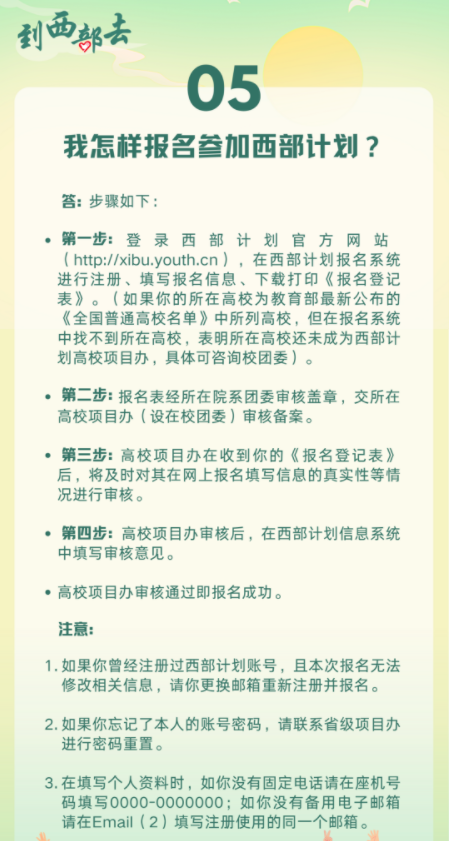 到西部去
05
我怎样报名参加西部计划？
答：步骤如下：
• 第一步：登录西部计划官方网站
（http://xibu.youth.cn），在西部计划报名系统
进行注册、填写报名信息、下载打印《报名登记
表》。（如果你的所在高校为教育部最新公布的
《全国普通高校名单》中所列高校，但在报名系统
中找不到所在高校，表明所在高校还未成为西部计
划高校项目办，具体可咨询校团委）。
• 第二步：报名表经所在院系团委审核盖章，交所在
高校项目办（设在校团委）审核备案。
• 第三步：高校项目办在收到你的《报名登记表》
后，将及时对其在网上报名填写信息的真实性等情
况进行审核。
• 第四步：高校项目办审核后，在西部计划信息系统
中填写审核意见。
• 高校项目办审核通过即报名成功。
注意：
1. 如果你曾经注册过西部计划账号，且本次报名无法
修改相关信息，请你更换邮箱重新注册并报名。
2. 如果你忘记了本人的账号密码，请联系省级项目办
进行密码重置。
3. 在填写个人资料时，如你没有固定电话请在座机号
码填写0000-0000000；如你没有备用电子邮箱
请在Email（2）填写注册使用的同一个邮箱。